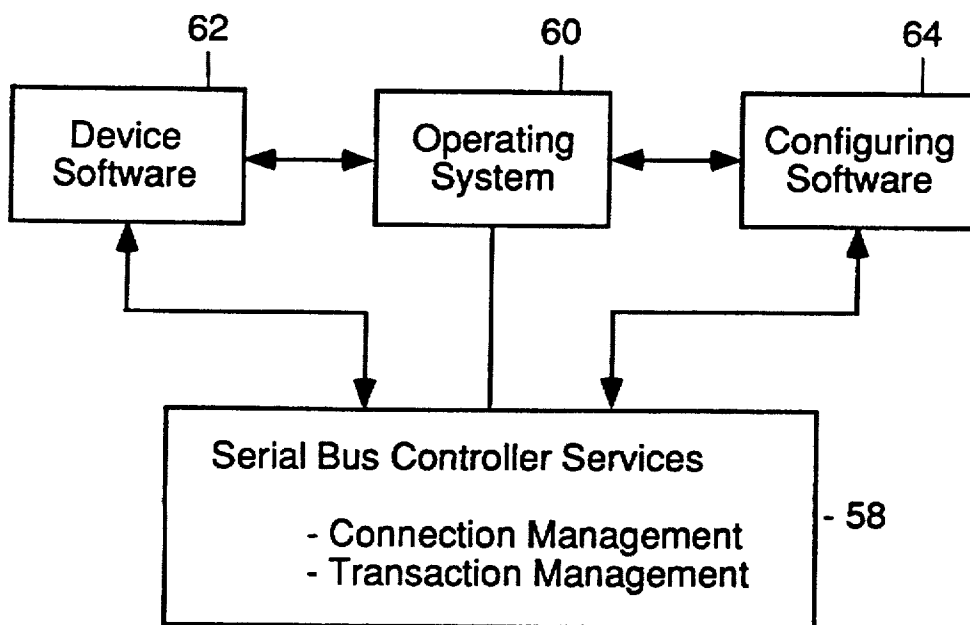 62
60
64
Device
Software
Operating
System
Configuring
Software
Serial Bus Controller Services
- Connection Management
- Transaction Management
- 58